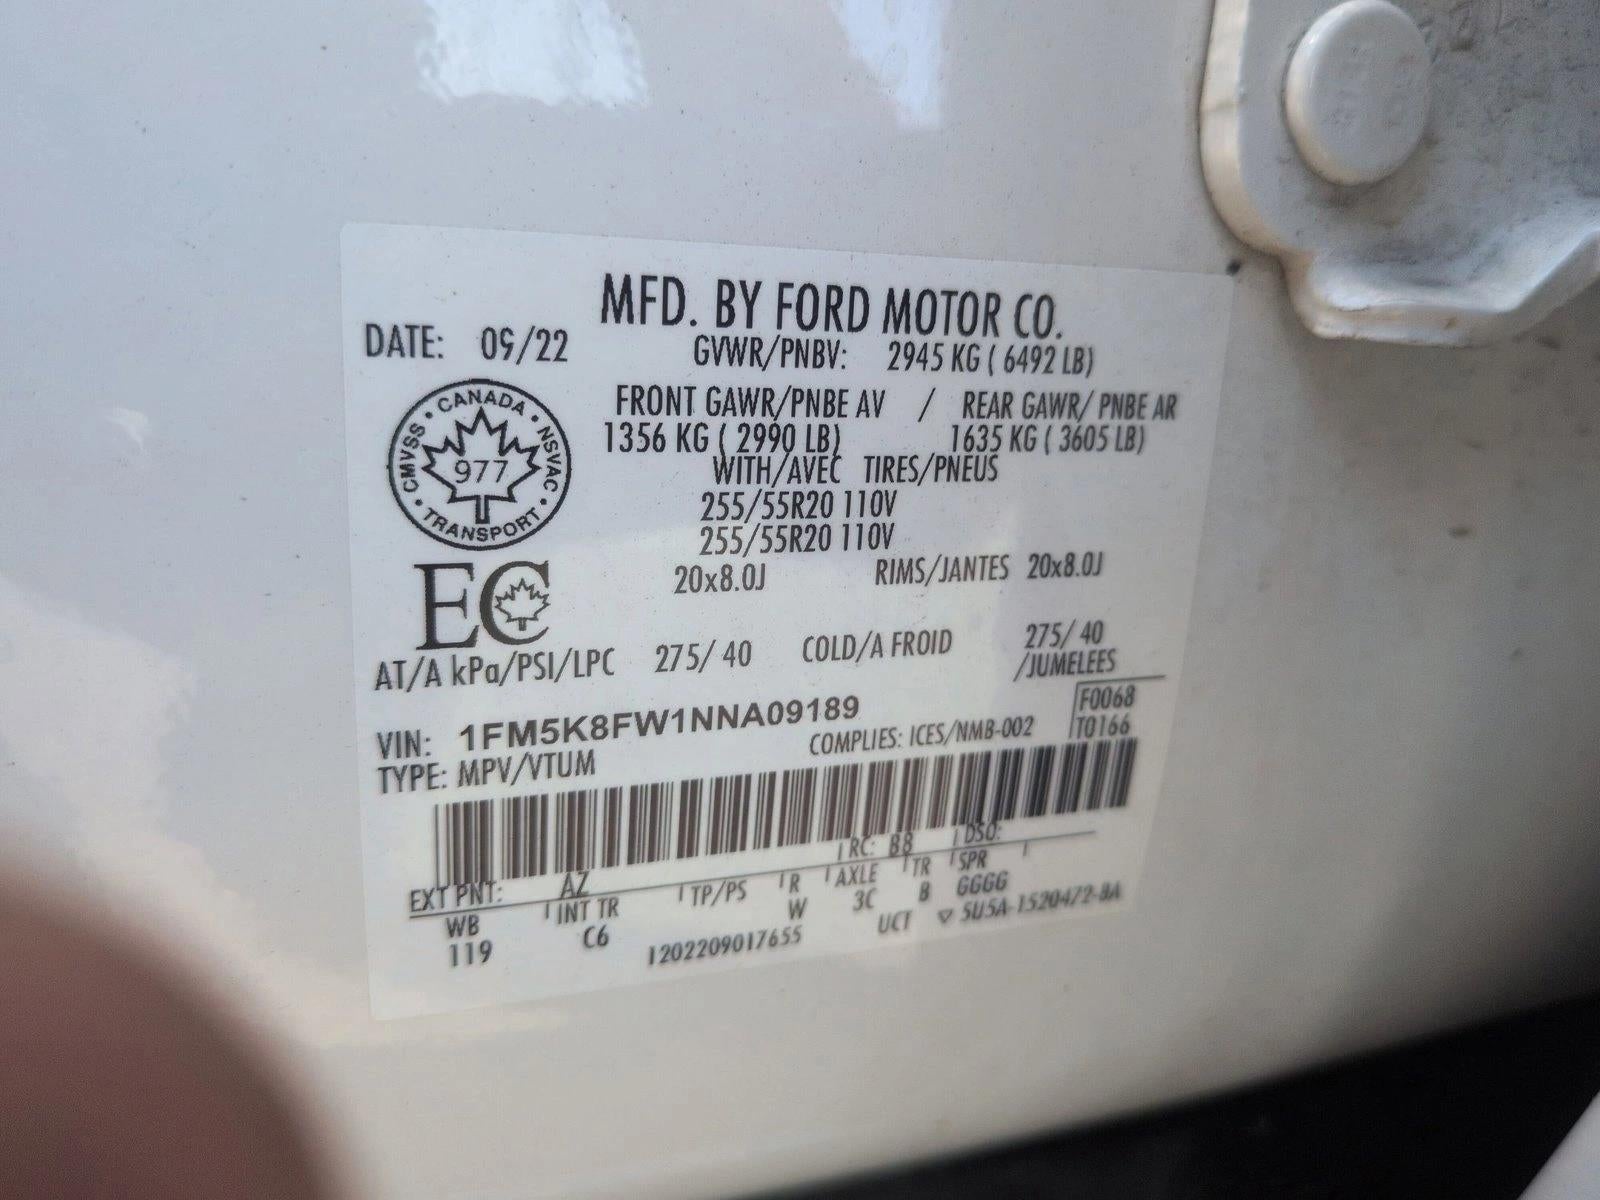 MFD. BY FORD MOTOR CO.
DATE: 09/22
GVWR/PNBV: 2945 KG ( 6492 LB)
FRONT GAWR/PNBE AV / REAR GAWR/ PNBE AR
1356 KG ( 2990 LB) 1635 KG ( 3605 LB)
WITH/AVEC TIRES/PNEUS
255/55R20 110V
255/55R20 110V
20x8.0J RIMS/JANTES 20x8.0J
CANADA
CMVSS • NSVAC
977
TRANSPORT
EC
AT/A kPa/PSI/LPC 275/ 40 COLD/A FROID 275/ 40
/JUMELEES
VIN: 1FM5K8FW1NNA09189
F0068
TYPE: MPV/VTUM COMPLIES: ICES/NMB-002 T0166
RC: BB DSO:
EXT PNT: AZ
WB INT TR TP/PS R AXLE TR SPR
119 C6 W 3C B GGGG
1202209017655 UCT ▽ 5U5A-1520472-BA